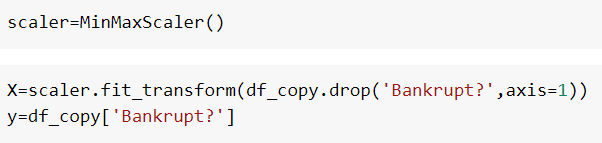 scaler=MinMaxScaler()
X=scaler.fit_transform(df_copy.drop('Bankrupt?',axis=1))
y=df_copy['Bankrupt?']